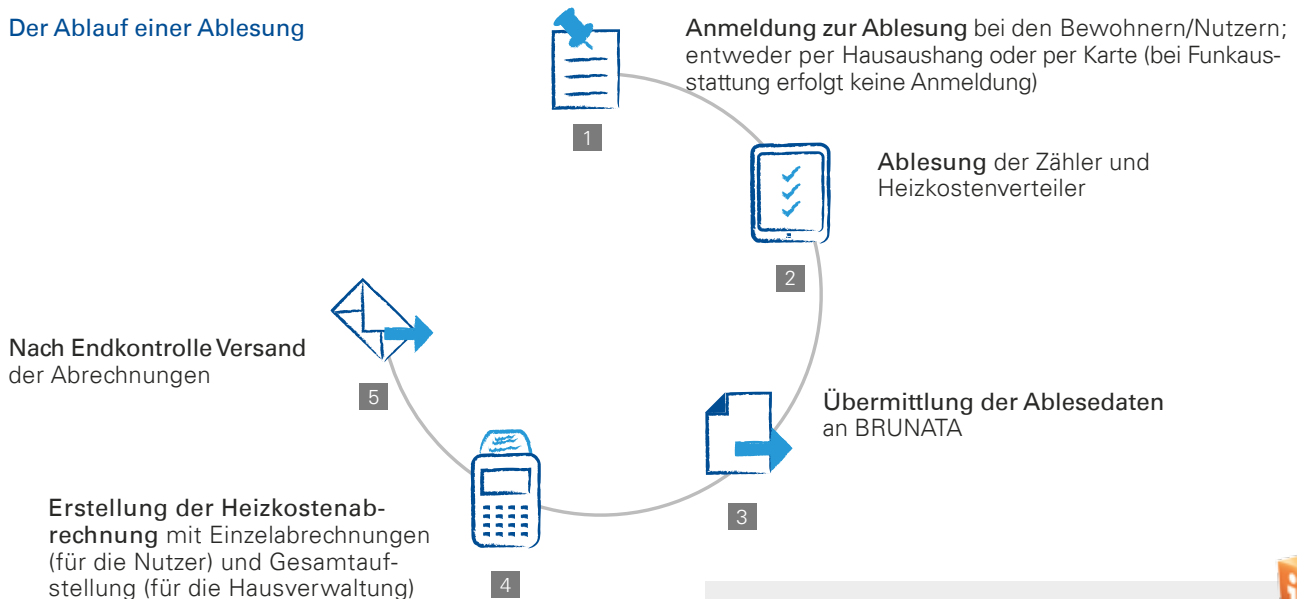 Der Ablauf einer Ablesung
Anmeldung zur Ablesung bei den Bewohnern/Nutzern;
entweder per Hausaushang oder per Karte (bei Funkaus-
stattung erfolgt keine Anmeldung)
1
Ablesung der Zähler und
Heizkostenverteiler
2
Übermittlung der Ablesedaten
an BRUNATA
3
Erstellung der Heizkostenab-
rechnung mit Einzelabrechnungen
(für die Nutzer) und Gesamtauf-
stellung (für die Hausverwaltung)
4
Nach Endkontrolle Versand
der Abrechnungen
5